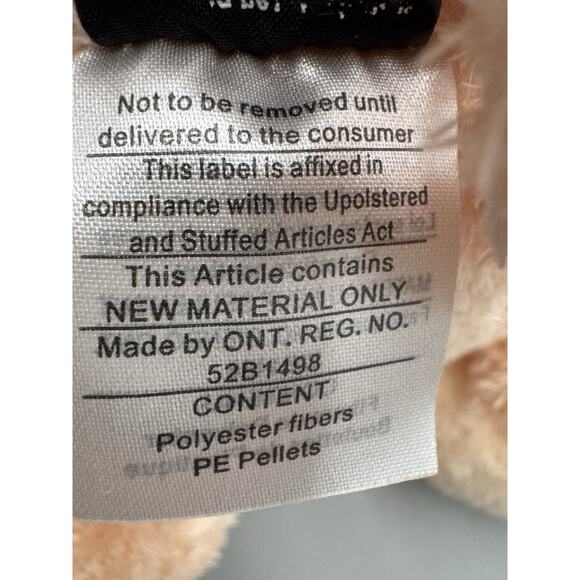 Not to be removed until
delivered to the consumer
This label is affixed in
compliance with the Upolstered
and Stuffed Articles Act
This Article contains
NEW MATERIAL ONLY
Made by ONT. REG. NO.
52B1498
CONTENT
Polyester fibers
PE Pellets